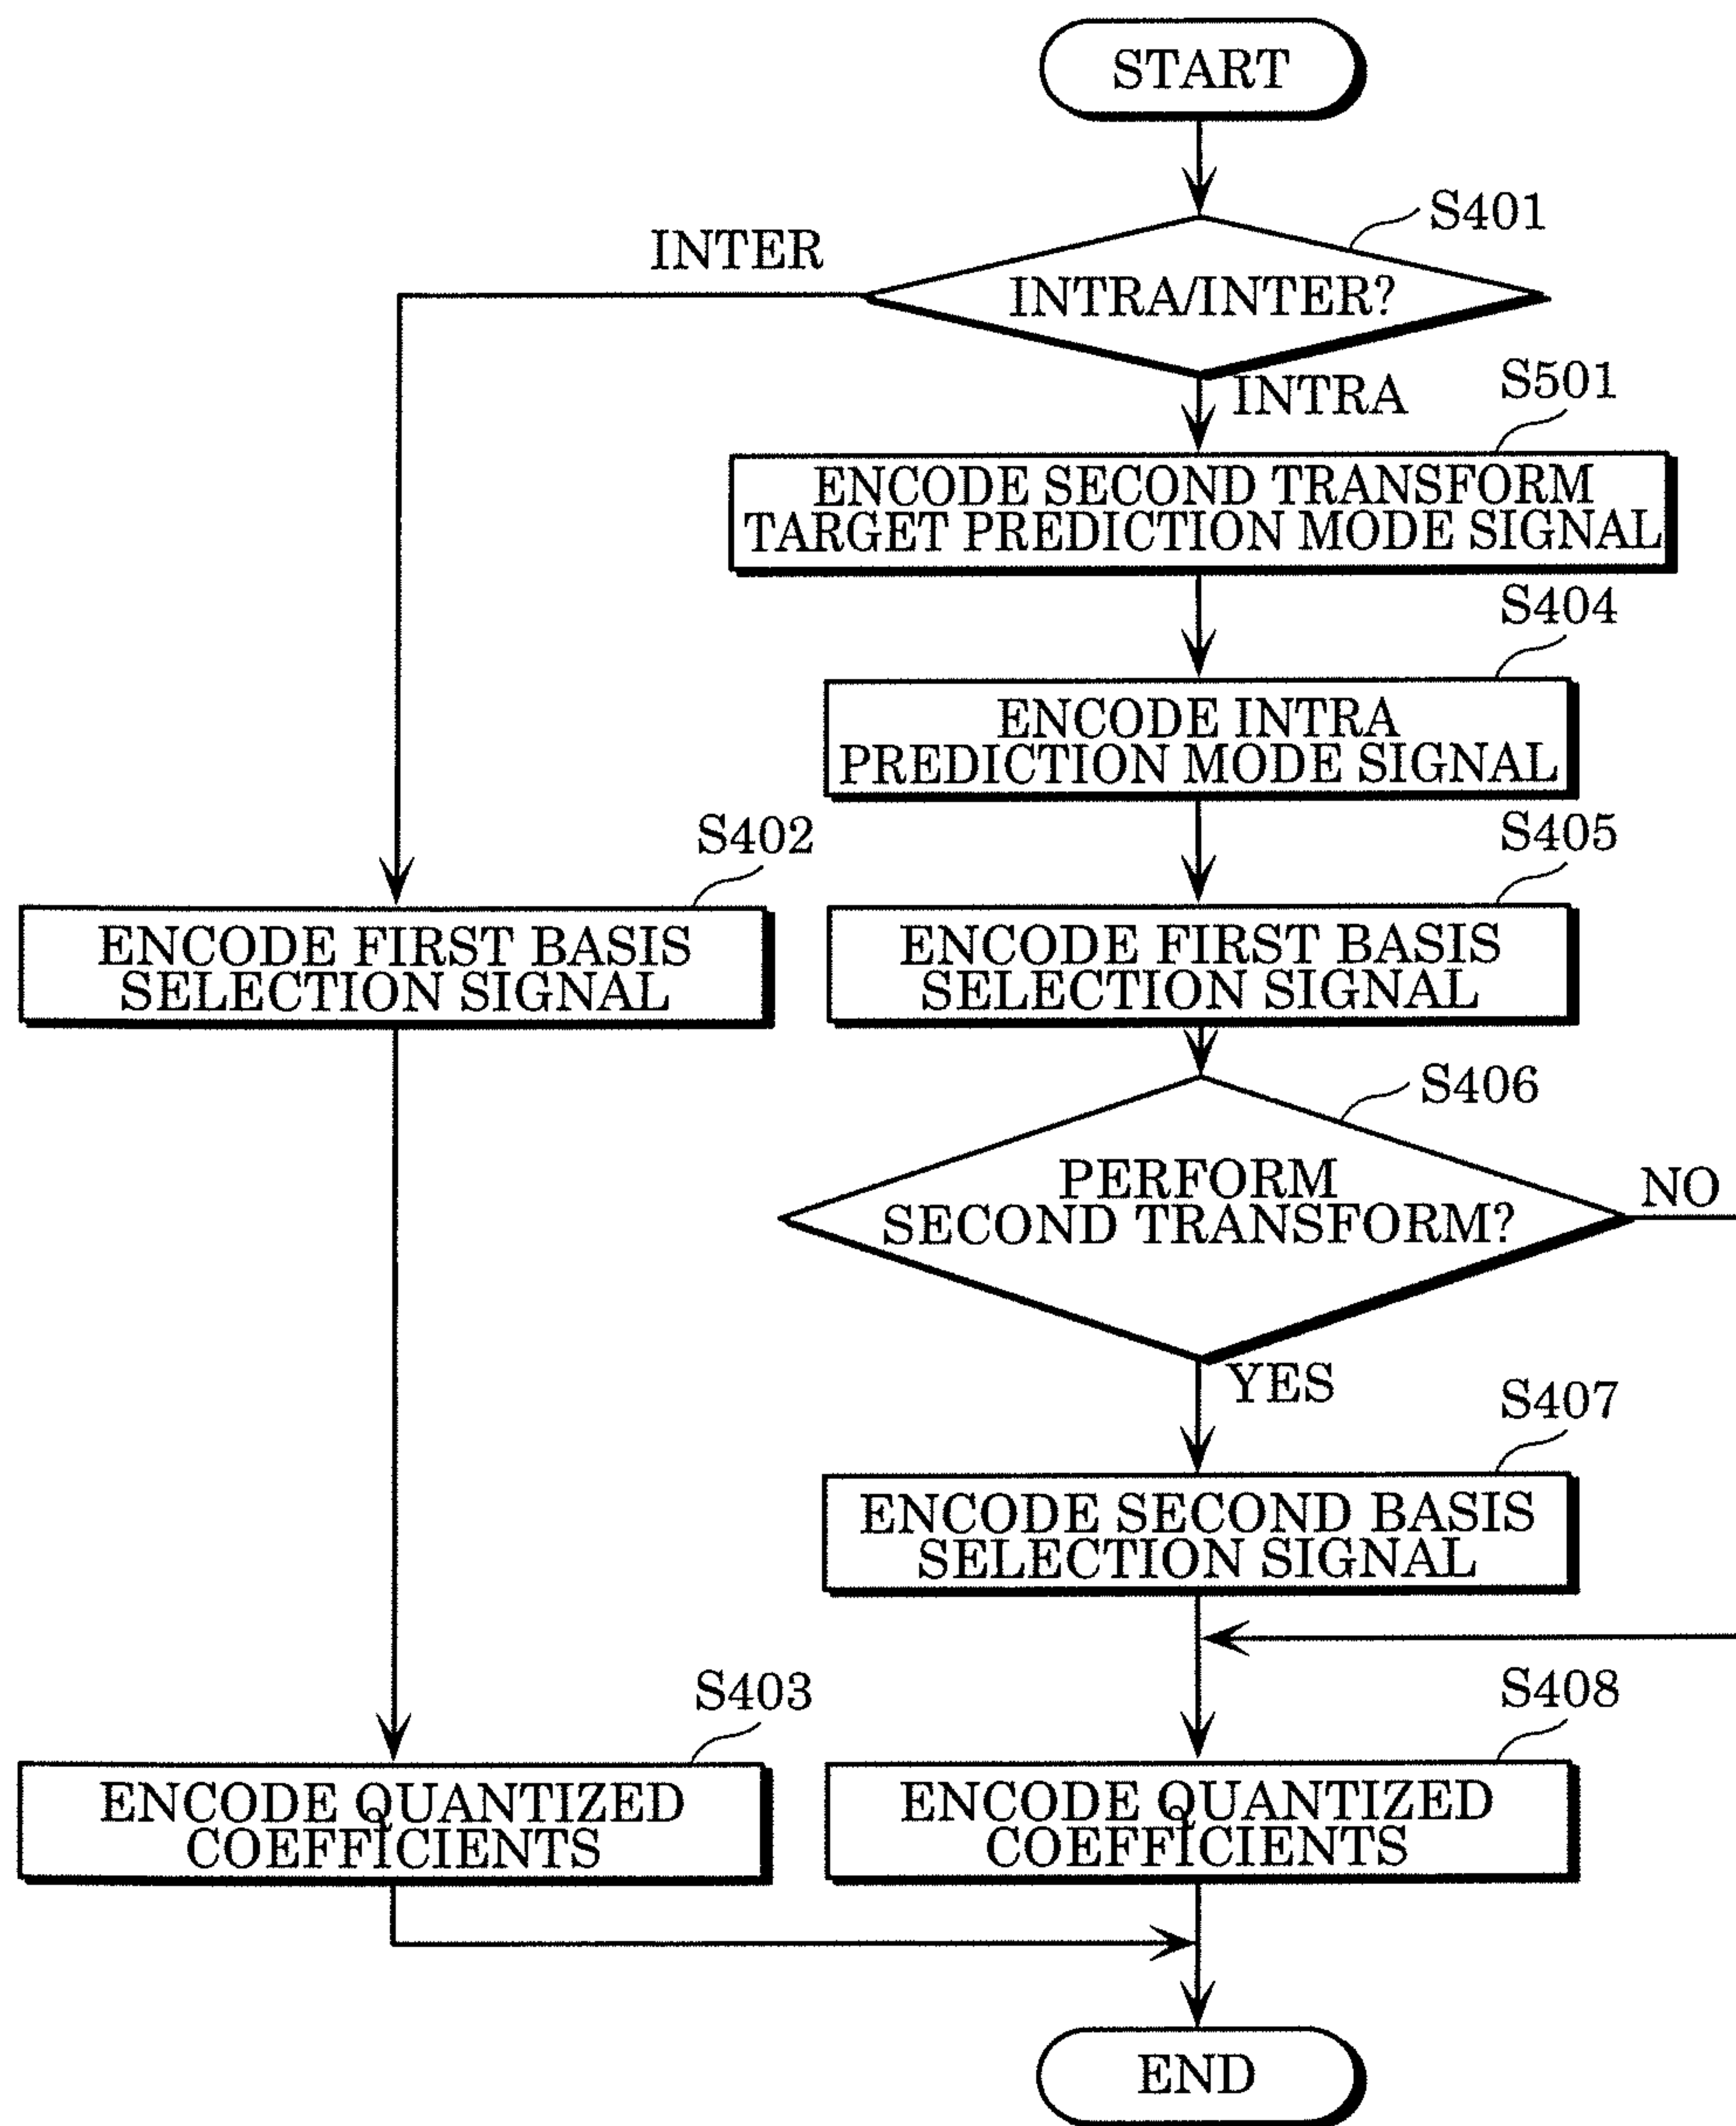 START
S401
INTER
INTRA/INTER?
INTRA
S501
ENCODE SECOND TRANSFORM
TARGET PREDICTION MODE SIGNAL
S404
ENCODE INTRA
PREDICTION MODE SIGNAL
S402
S405
ENCODE FIRST BASIS
SELECTION SIGNAL
ENCODE FIRST BASIS
SELECTION SIGNAL
S406
PERFORM
SECOND TRANSFORM?
NO
YES
S407
ENCODE SECOND BASIS
SELECTION SIGNAL
S403
S408
ENCODE QUANTIZED
COEFFICIENTS
ENCODE QUANTIZED
COEFFICIENTS
END